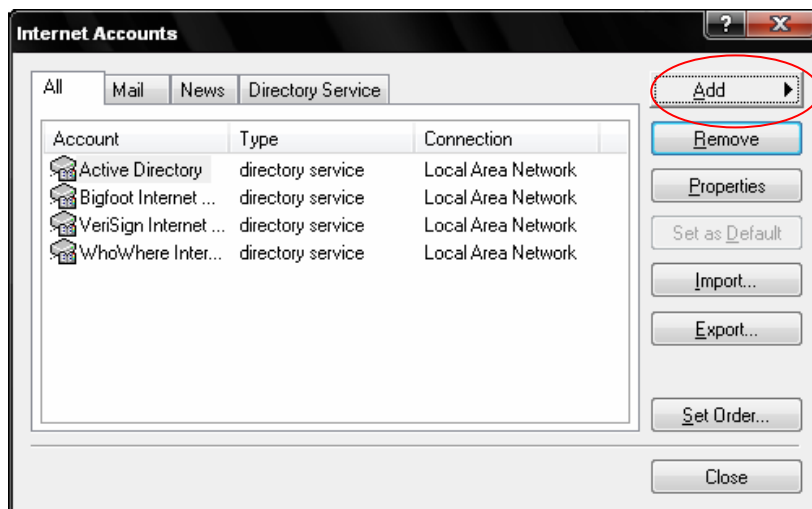 Internet Accounts
All Mail News Directory Service
Account Type Connection
Active Directory directory service Local Area Network
Bigfoot Internet ... directory service Local Area Network
VeriSign Internet ... directory service Local Area Network
WhoWhere Inter... directory service Local Area Network
Add
Remove
Properties
Set as Default
Import...
Export...
Set Order...
Close